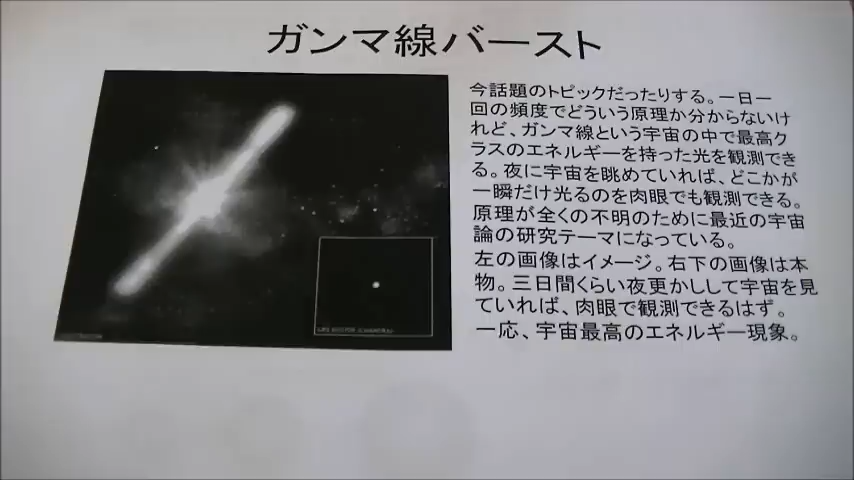 ガンマ線バースト
今話題のトピックだったりする。一日一
回の頻度でどういう原理か分からないけ
れど、ガンマ線という宇宙の中で最高ク
ラスのエネルギーを持った光を観測でき
る。夜に宇宙を眺めていれば、どこかが
一瞬だけ光るのを肉眼でも観測できる。
原理が全くの不明のために最近の宇宙
論の研究テーマになっている。
左の画像はイメージ。右下の画像は本
物。三日間くらい夜更かしして宇宙を見
ていれば、肉眼で観測できるはず。
一応、宇宙最高のエネルギー現象。